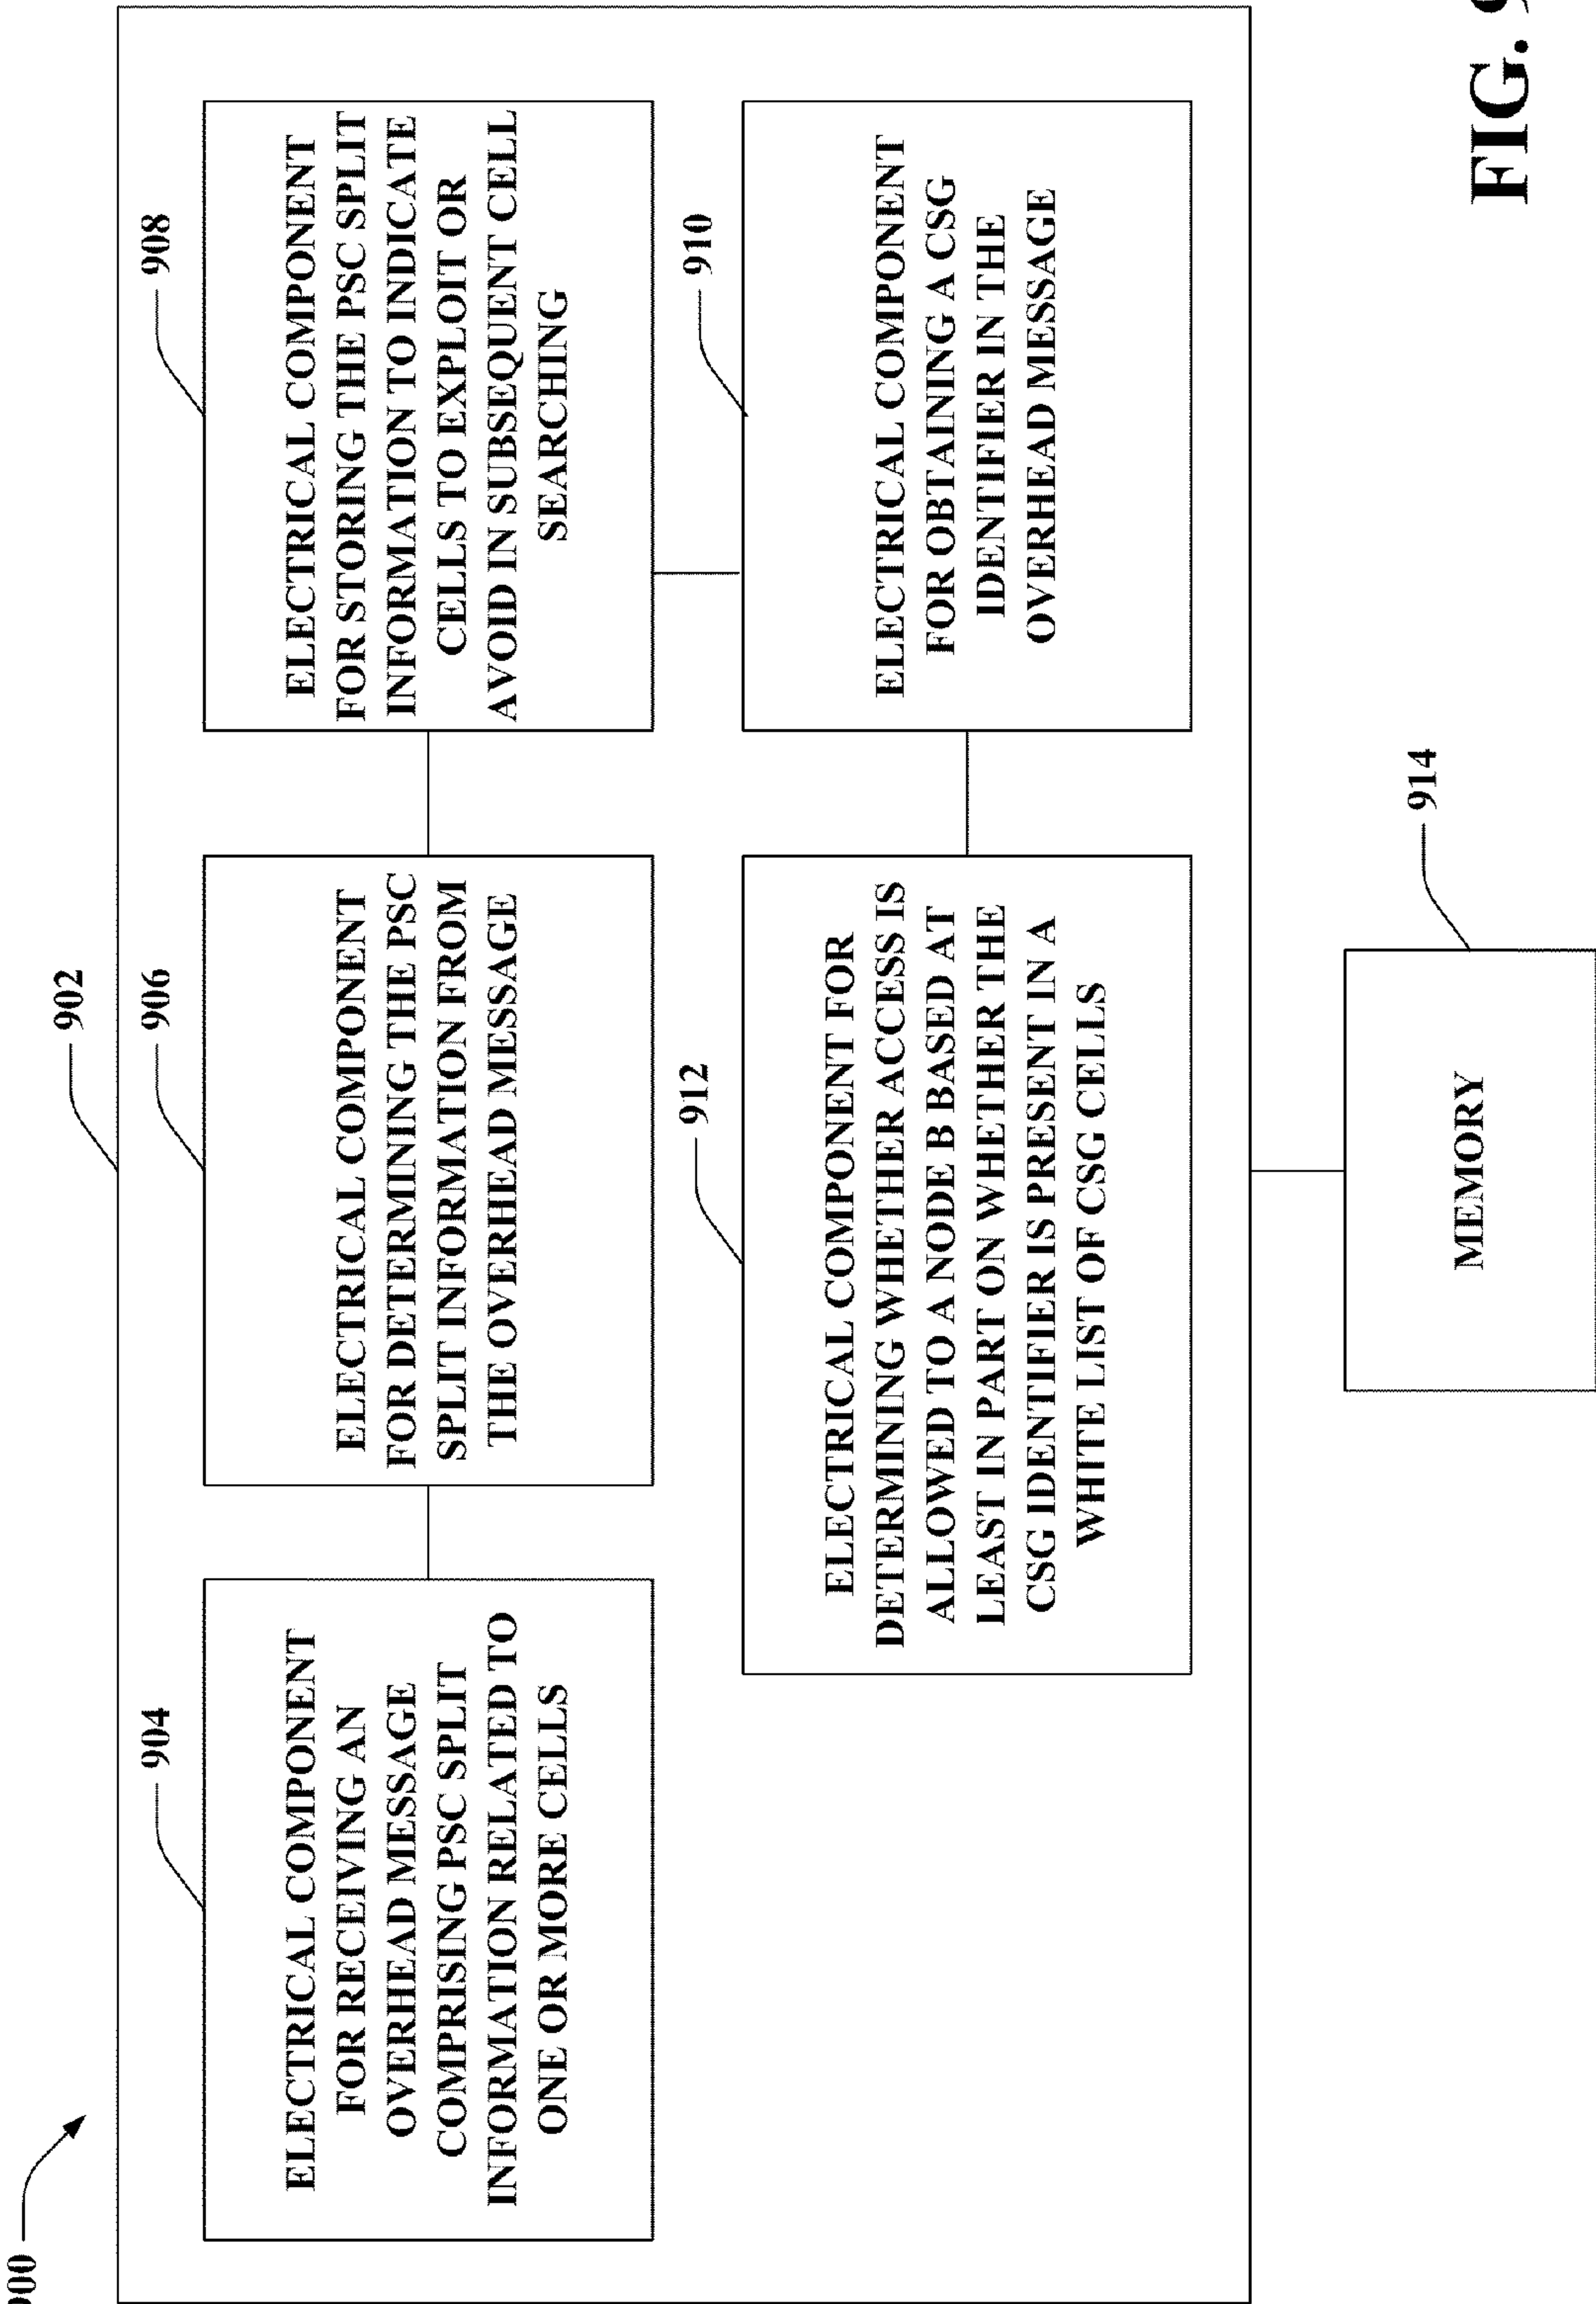 900
902
904
ELECTRICAL COMPONENT
FOR RECEIVING AN
OVERHEAD MESSAGE
COMPRISING PSC SPLIT
INFORMATION RELATED TO
ONE OR MORE CELLS
906
ELECTRICAL COMPONENT
FOR DETERMINING THE PSC
SPLIT INFORMATION FROM
THE OVERHEAD MESSAGE
908
ELECTRICAL COMPONENT
FOR STORING THE PSC SPLIT
INFORMATION TO INDICATE
CELLS TO EXPLOIT OR
AVOID IN SUBSEQUENT CELL
SEARCHING
912
ELECTRICAL COMPONENT FOR
DETERMINING WHETHER ACCESS IS
ALLOWED TO A NODE B BASED AT
LEAST IN PART ON WHETHER THE
CSG IDENTIFIER IS PRESENT IN A
WHITE LIST OF CSG CELLS
910
ELECTRICAL COMPONENT
FOR OBTAINING A CSG
IDENTIFIER IN THE
OVERHEAD MESSAGE
914
MEMORY
FIG. 9